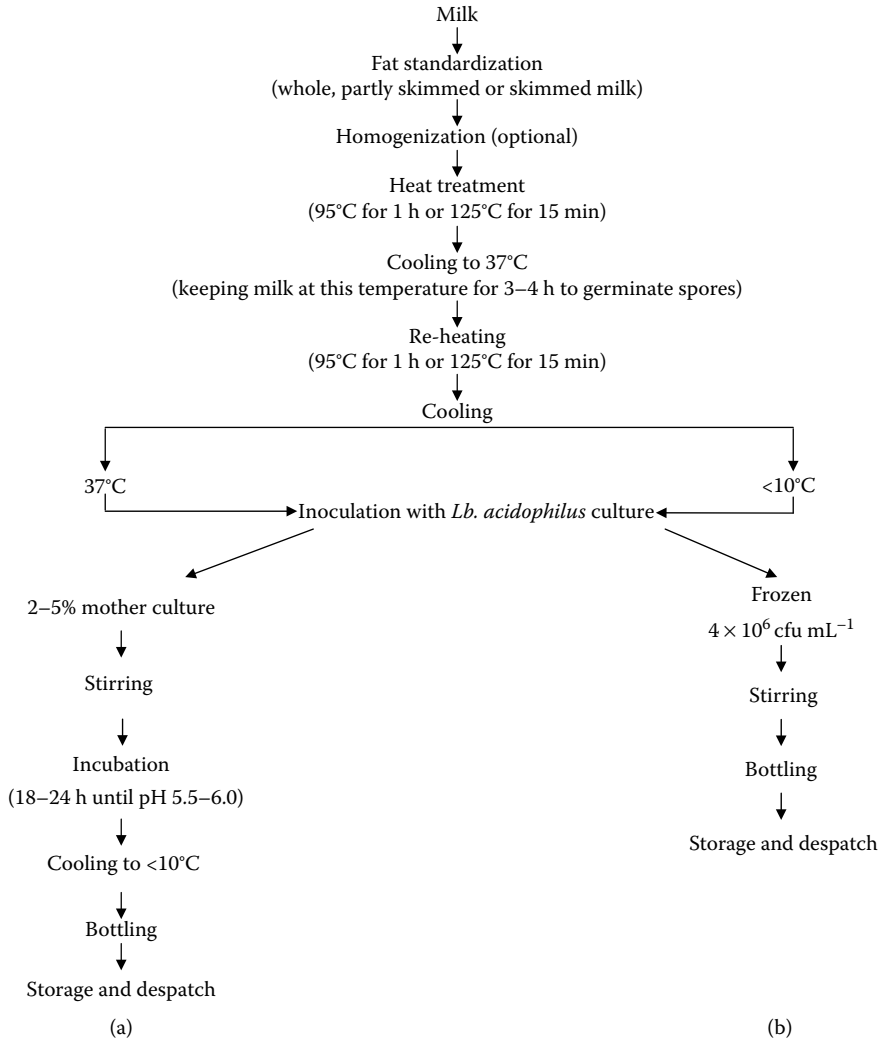 Milk
Fat standardization
(whole, partly skimmed or skimmed milk)
Homogenization (optional)
Heat treatment
(95°C for 1 h or 125°C for 15 min)
Cooling to 37°C
(keeping milk at this temperature for 3–4 h to germinate spores)
Re-heating
(95°C for 1 h or 125°C for 15 min)
Cooling
37°C
<10°C
Inoculation with Lb. acidophilus culture
2–5% mother culture
Stirring
Incubation
(18–24 h until pH 5.5–6.0)
Cooling to <10°C
Bottling
Storage and despatch
(a)
Frozen
4 × 10⁶ cfu mL⁻¹
Stirring
Bottling
Storage and despatch
(b)